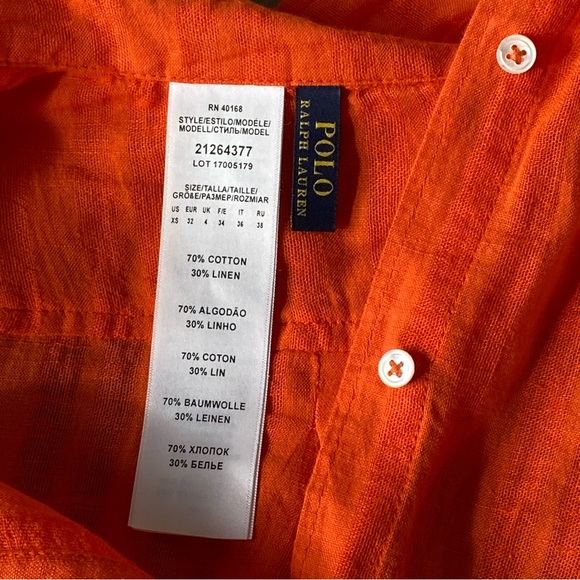 RN 40168
STYLE/ESTILO/MODÈLE/
MODELL/СТИЛЬ/MODEL
21264377
LOT 17005179
SIZE/TALLA/TAILLE/
GRÖßE/РАЗМЕР/ROZMIAR
US EUR UK F/E IT RU
XS 32 4 34 36 38
70% COTTON
30% LINEN
70% ALGODÃO
30% LINHO
70% COTON
30% LIN
70% BAUMWOLLE
30% LEINEN
70% ХЛОПОК
30% БЕЛЬЕ
POLO
RALPH LAUREN